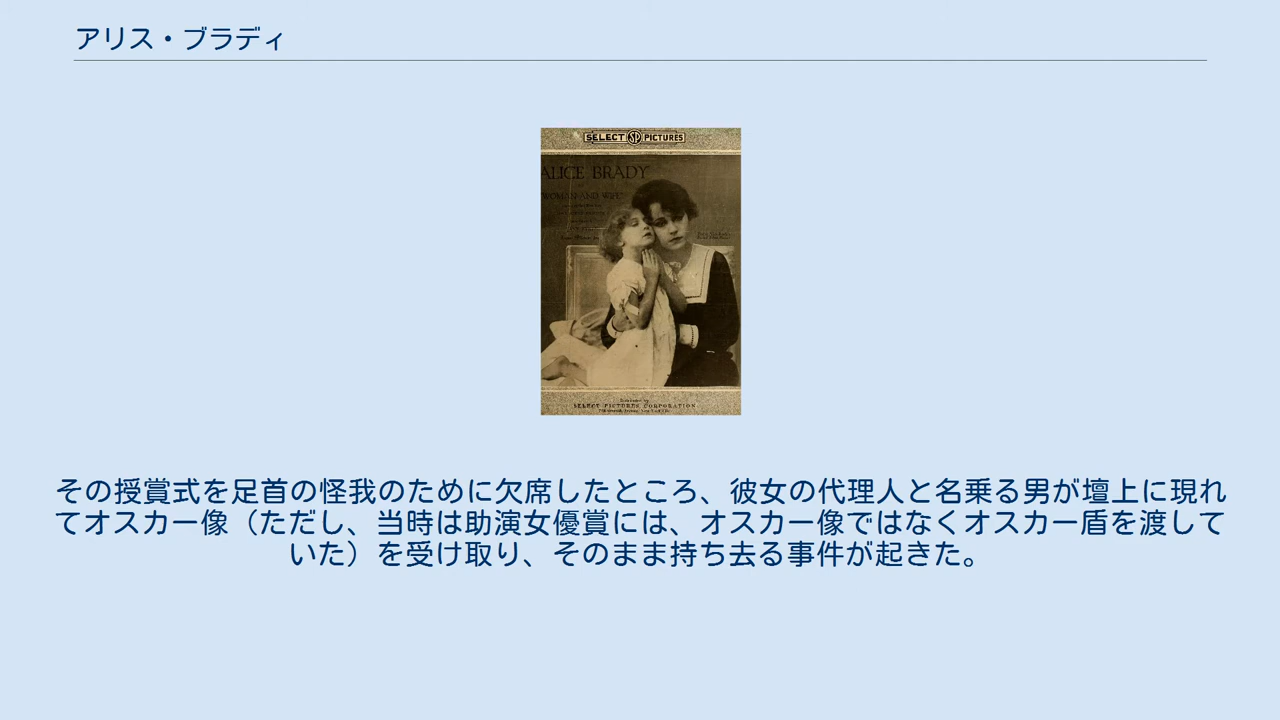 アリス・ブラディ
SELECT SP PICTURES
ALICE BRADY
"WOMAN AND WIFE"
SELECT PICTURES CORPORATION
その授賞式を足首の怪我のために欠席したところ、彼女の代理人と名乗る男が壇上に現れ
てオスカー像（ただし、当時は助演女優賞には、オスカー像ではなくオスカー盾を渡して
いた）を受け取り、そのまま持ち去る事件が起きた。